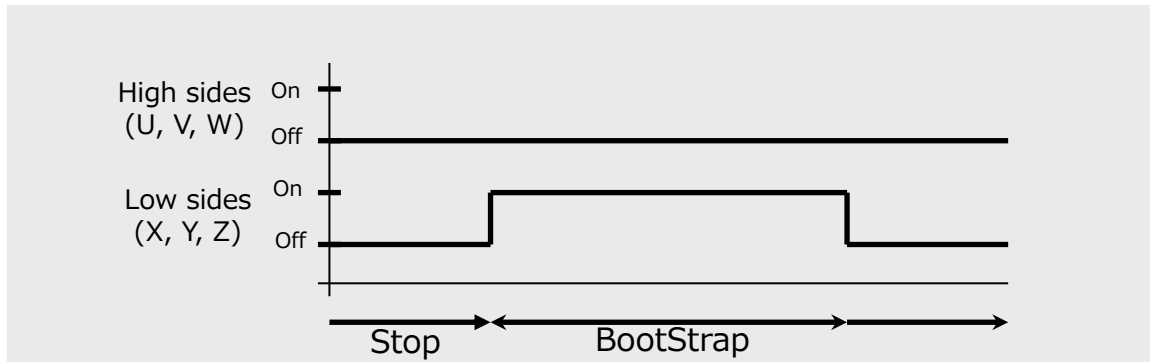 High sides
(U, V, W)
On
Off
Low sides
(X, Y, Z)
On
Off
Stop
BootStrap